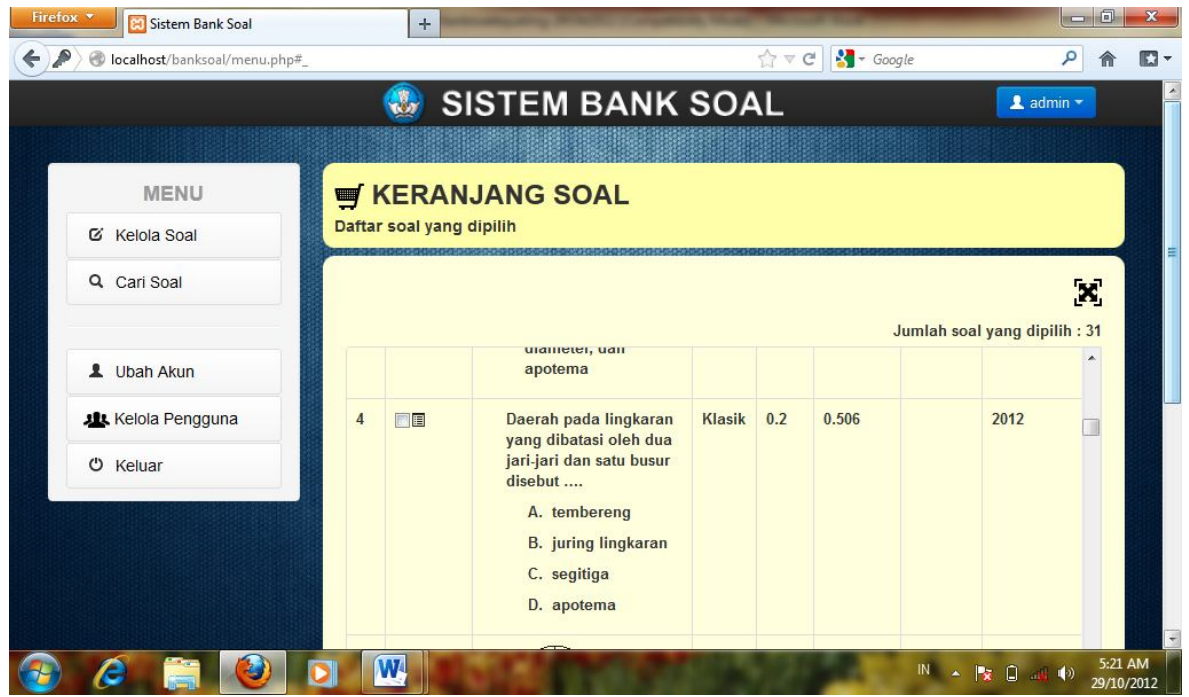 Firefox
Sistem Bank Soal
localhost/banksoal/menu.php#_
Google
SISTEM BANK SOAL
admin
MENU
Kelola Soal
Cari Soal
Ubah Akun
Kelola Pengguna
Keluar
KERANJANG SOAL
Daftar soal yang dipilih
Jumlah soal yang dipilih : 31
diameter, dan
apotema
4 Daerah pada lingkaran Klasik 0.2 0.506 2012
yang dibatasi oleh dua
jari-jari dan satu busur
disebut ....
A. tembereng
B. juring lingkaran
C. segitiga
D. apotema
IN
5:21 AM
29/10/2012